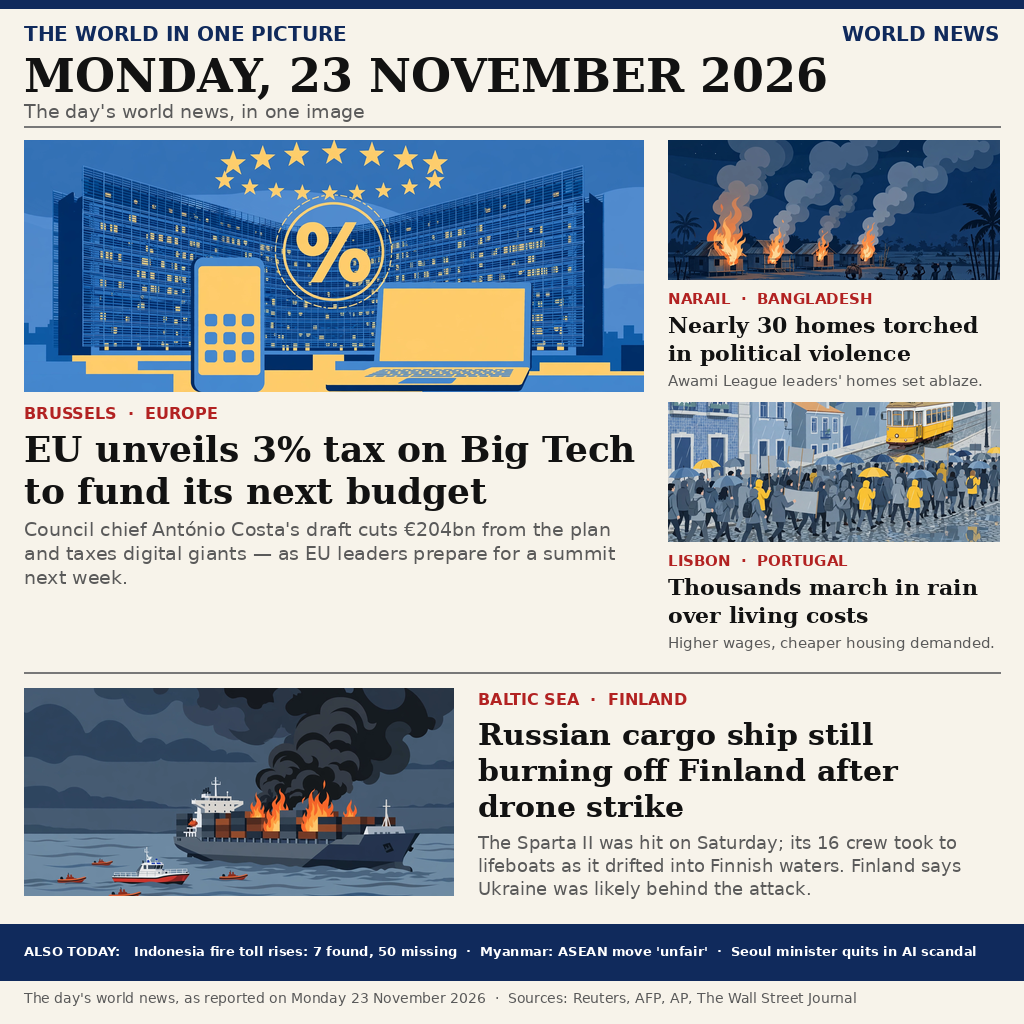 THE WORLD IN ONE PICTURE
WORLD NEWS
MONDAY, 23 NOVEMBER 2026
The day's world news, in one image
%
BRUSSELS · EUROPE
EU unveils 3% tax on Big Tech
to fund its next budget
Council chief António Costa's draft cuts €204bn from the plan
and taxes digital giants — as EU leaders prepare for a summit
next week.
NARAIL · BANGLADESH
Nearly 30 homes torched
in political violence
Awami League leaders' homes set ablaze.
LISBON · PORTUGAL
Thousands march in rain
over living costs
Higher wages, cheaper housing demanded.
BALTIC SEA · FINLAND
Russian cargo ship still
burning off Finland after
drone strike
The Sparta II was hit on Saturday; its 16 crew took to
lifeboats as it drifted into Finnish waters. Finland says
Ukraine was likely behind the attack.
ALSO TODAY: Indonesia fire toll rises: 7 found, 50 missing · Myanmar: ASEAN move 'unfair' · Seoul minister quits in AI scandal
The day's world news, as reported on Monday 23 November 2026 · Sources: Reuters, AFP, AP, The Wall Street Journal